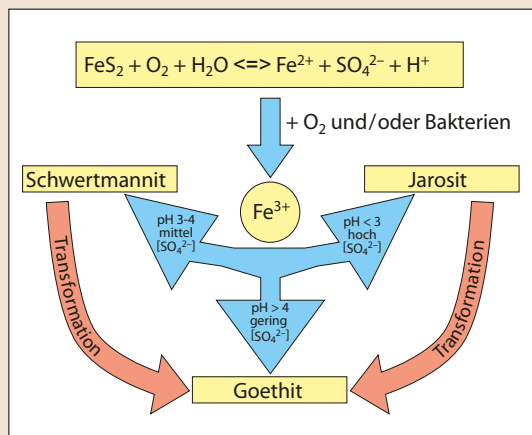 FeS₂ + O₂ + H₂O <=> Fe²⁺ + SO₄²⁻ + H⁺
+ O₂ und/oder Bakterien
Schwertmannit
Fe³⁺
Jarosit
pH 3-4
mittel
[SO₄²⁻]
pH < 3
hoch
[SO₄²⁻]
pH > 4
gering
[SO₄²⁻]
Transformation
Transformation
Goethit